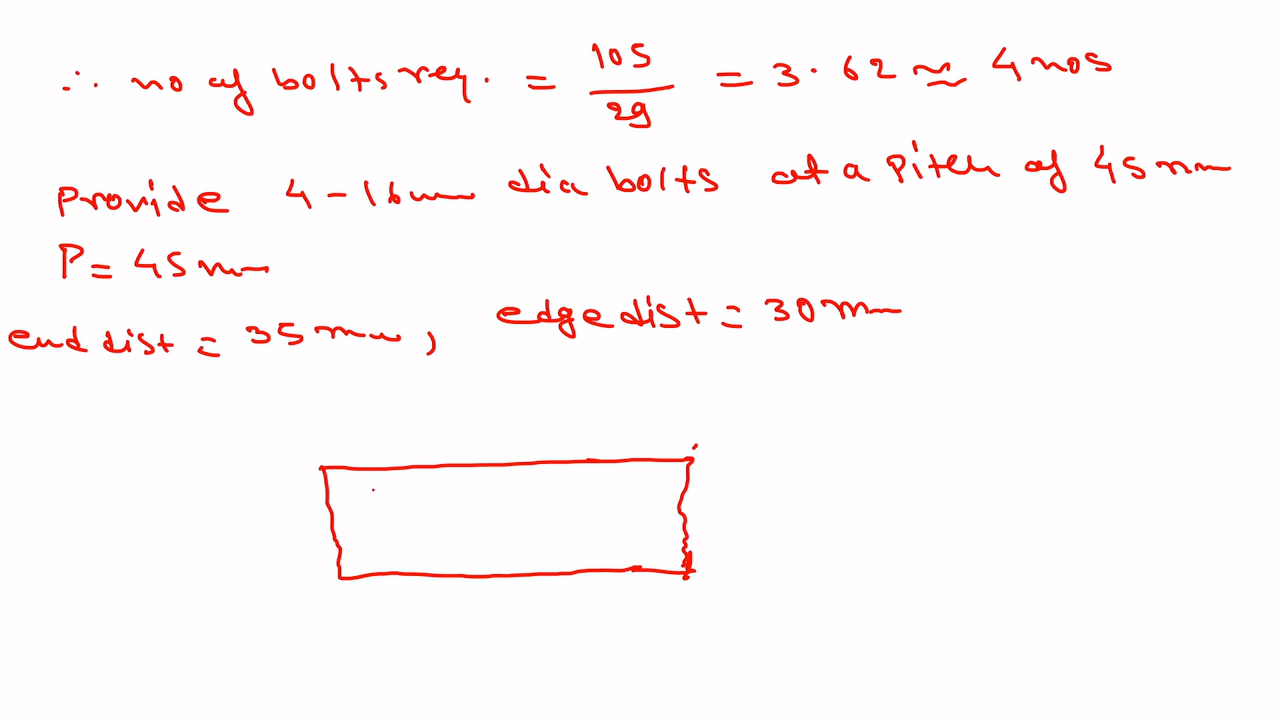 ∴ no of bolts req. = 105/29 = 3.62 ≈ 4 nos
Provide 4-16mm dia bolts at a pitch of 45mm
P = 45mm
end dist = 35mm, edge dist = 30mm